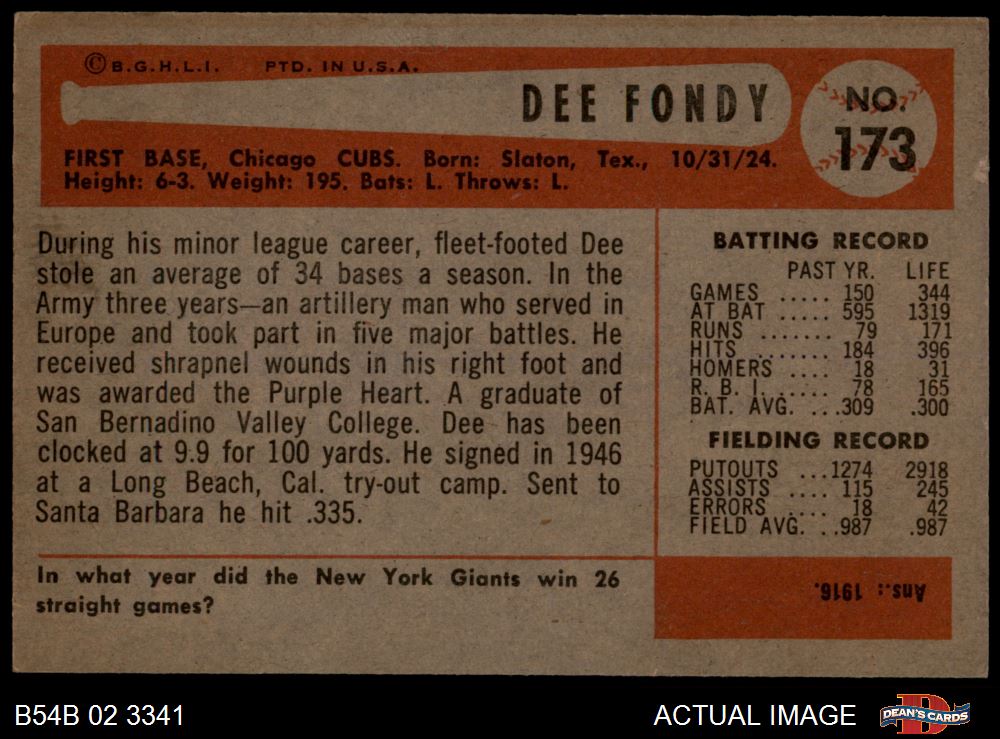 ©B.G.H.L.I. PTD. IN U.S.A.
DEE FONDY
NO.
173
FIRST BASE, Chicago CUBS. Born: Slaton, Tex., 10/31/24.
Height: 6-3. Weight: 195. Bats: L. Throws: L.
During his minor league career, fleet-footed Dee
stole an average of 34 bases a season. In the
Army three years—an artillery man who served in
Europe and took part in five major battles. He
received shrapnel wounds in his right foot and
was awarded the Purple Heart. A graduate of
San Bernadino Valley College. Dee has been
clocked at 9.9 for 100 yards. He signed in 1946
at a Long Beach, Cal. try-out camp. Sent to
Santa Barbara he hit .335.
BATTING RECORD
PAST YR. LIFE
GAMES ..... 150 344
AT BAT ..... 595 1319
RUNS ....... 79 171
HITS ....... 184 396
HOMERS .... 18 31
R. B. I. ..... 78 165
BAT. AVG. ...309 .300
FIELDING RECORD
PUTOUTS ...1274 2918
ASSISTS .... 115 245
ERRORS .... 18 42
FIELD AVG. ..987 .987
In what year did the New York Giants win 26
straight games?
Ans.: 1916.
B54B 02 3341
ACTUAL IMAGE
D
DEAN'S CARDS